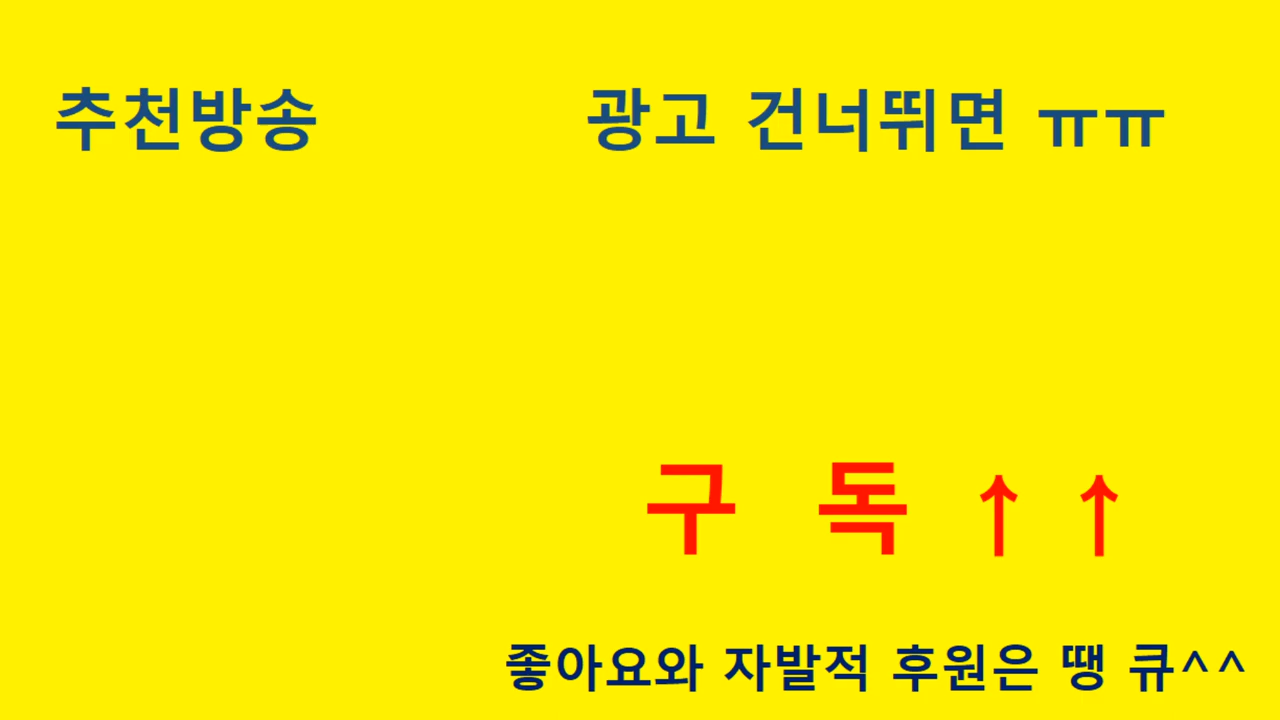 추천방송
광고 건너뛰면 ㅠㅠ
구 독 ↑ ↑
좋아요와 자발적 후원은 땡 큐^^